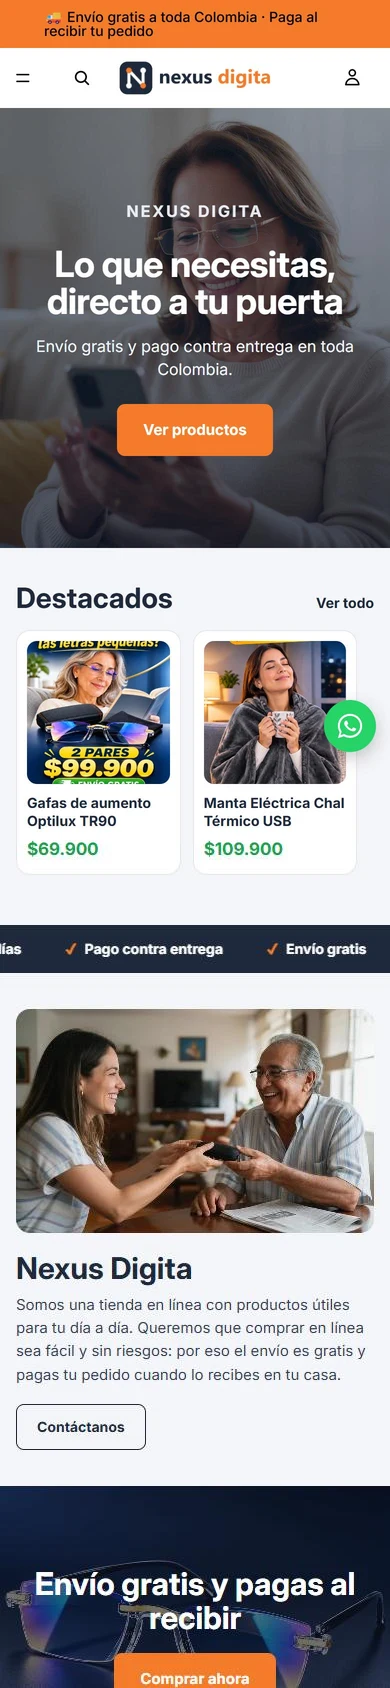 🚚 Envío gratis a toda Colombia · Paga al
recibir tu pedido
nexus digita
NEXUS DIGITA
Lo que necesitas,
directo a tu puerta
Envío gratis y pago contra entrega en toda
Colombia.
Ver productos
Destacados
Ver todo
las letras pequeñas!
2 PARES
$99.900
ENVÍO GRATIS
Gafas de aumento
Optilux TR90
$69.900
Manta Eléctrica Chal
Térmico USB
$109.900
ías ✓ Pago contra entrega ✓ Envío gratis
Nexus Digita
Somos una tienda en línea con productos útiles
para tu día a día. Queremos que comprar en línea
sea fácil y sin riesgos: por eso el envío es gratis y
pagas tu pedido cuando lo recibes en tu casa.
Contáctanos
Envío gratis y pagas al
recibir
Comprar ahora